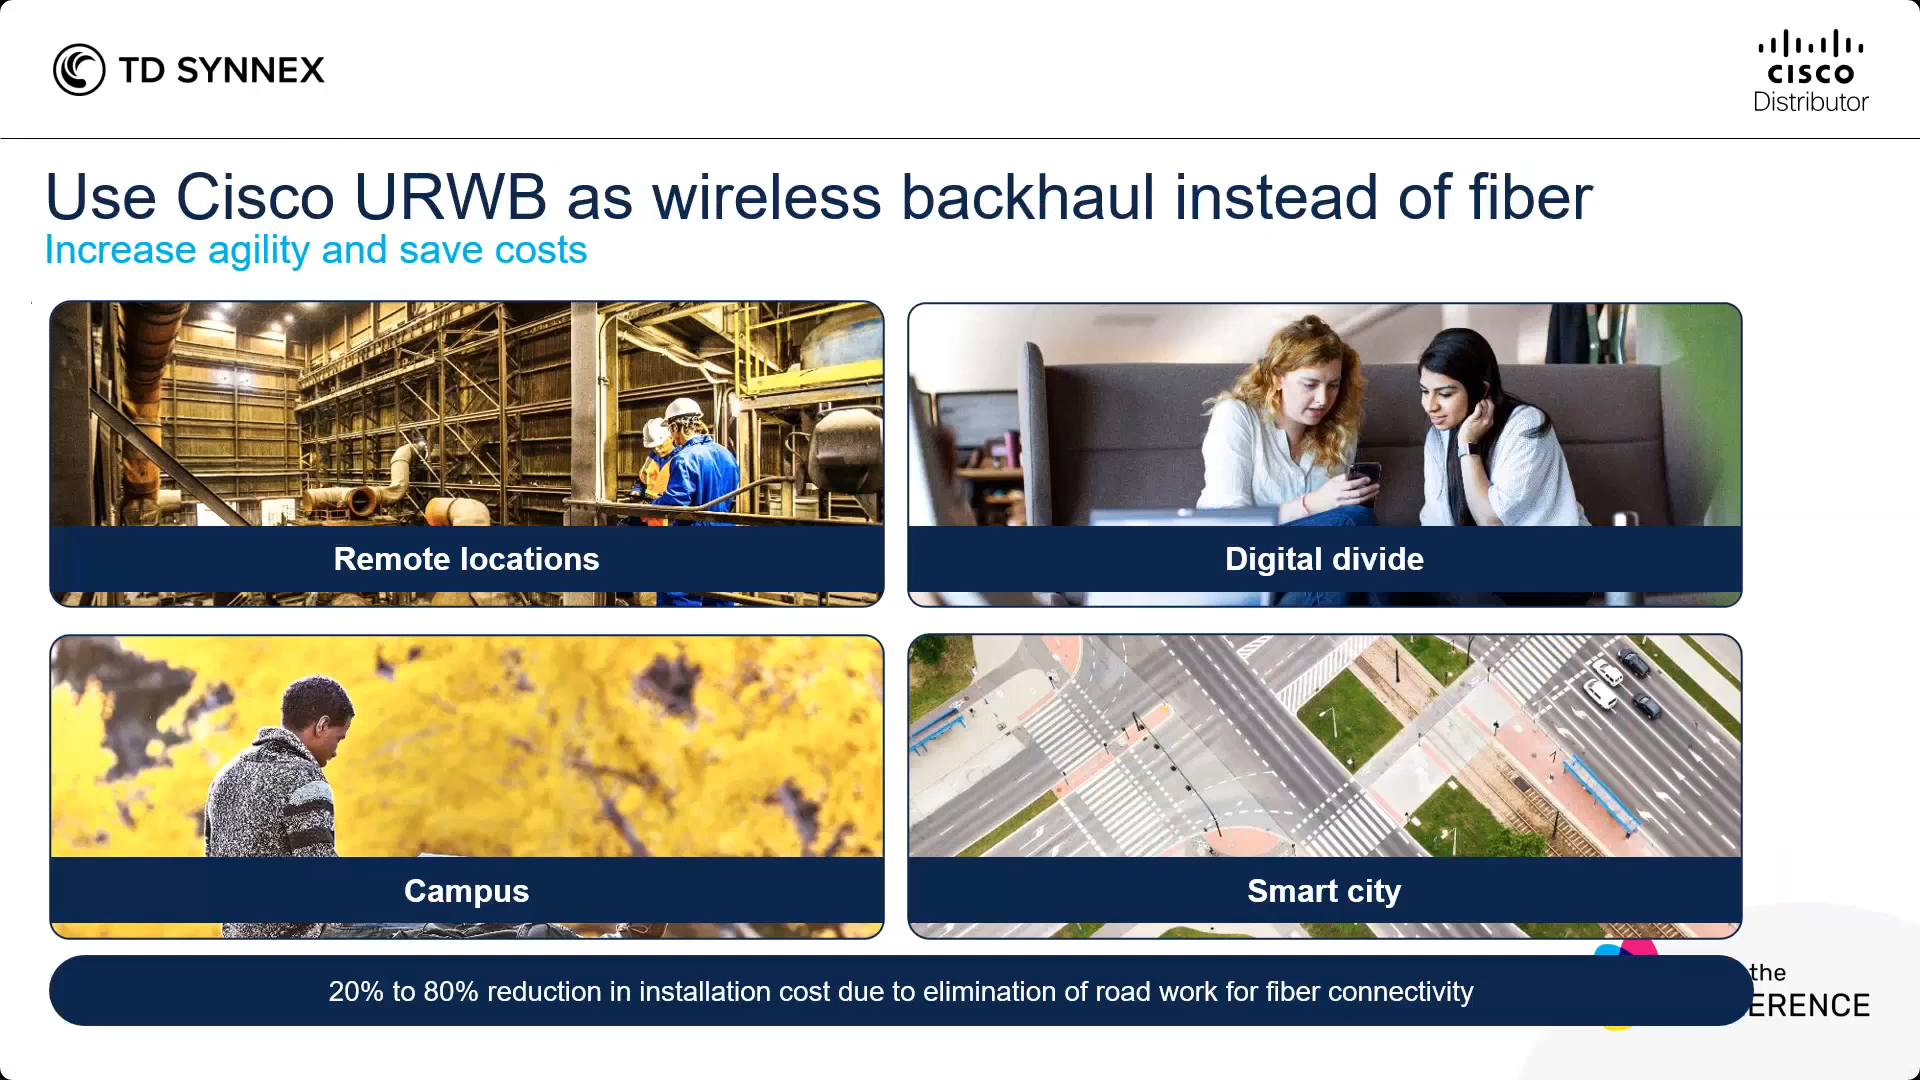 TD SYNNEX
CISCO
Distributor
Use Cisco URWB as wireless backhaul instead of fiber
Increase agility and save costs
Remote locations
Digital divide
Campus
Smart city
20% to 80% reduction in installation cost due to elimination of road work for fiber connectivity
the
ERENCE